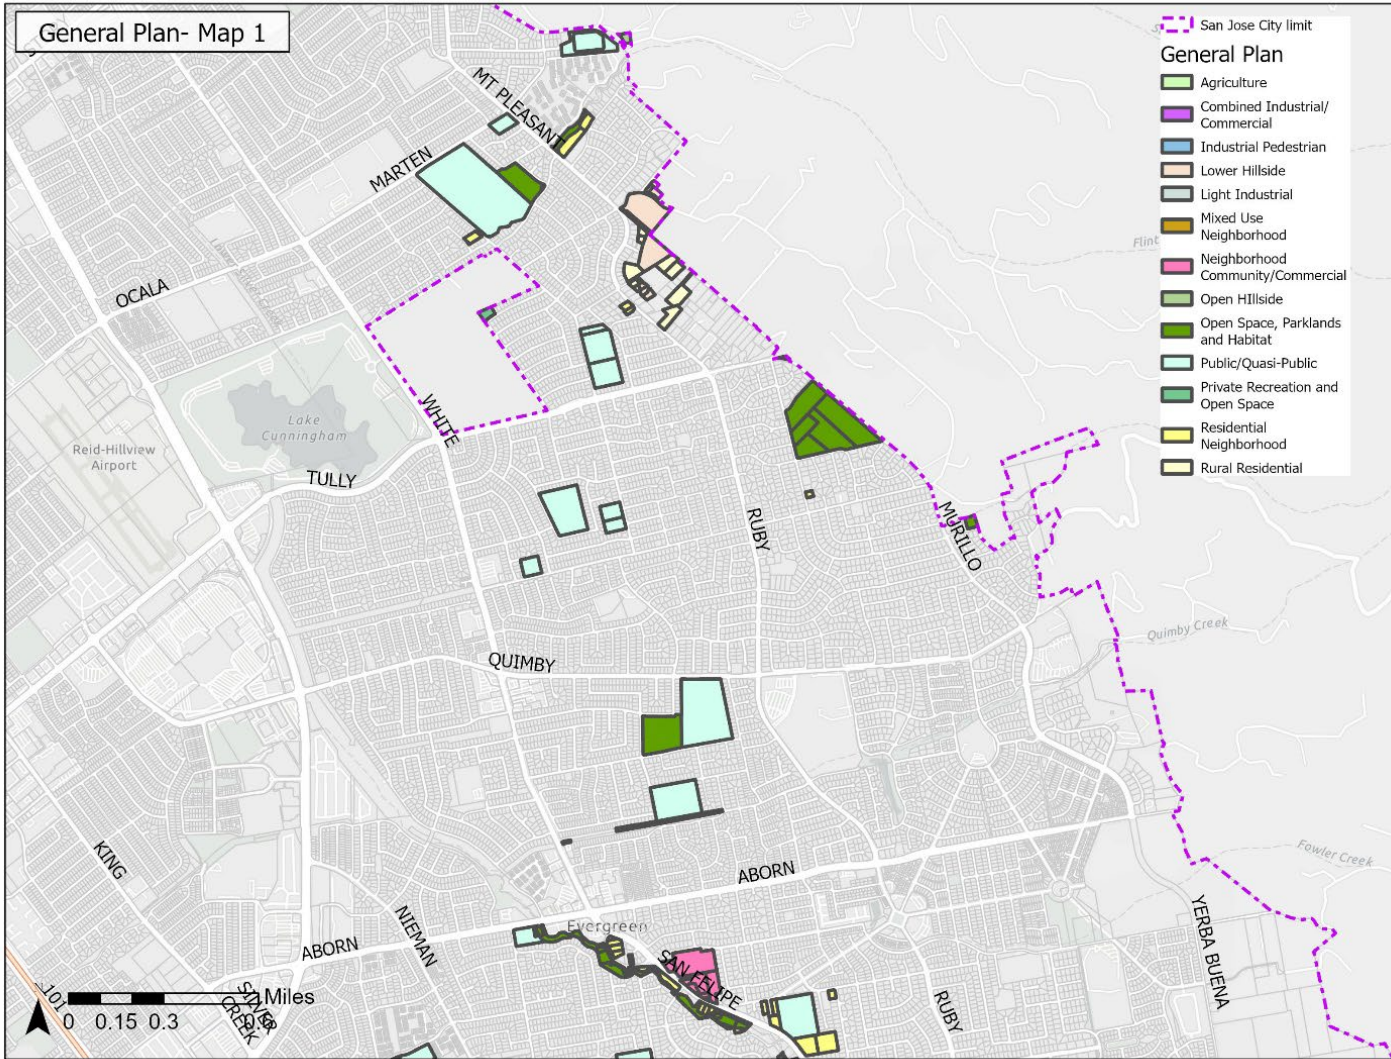 General Plan- Map 1
San Jose City limit
General Plan
Agriculture
Combined Industrial/
Commercial
Industrial Pedestrian
Lower Hillside
Light Industrial
Mixed Use
Neighborhood
Neighborhood
Community/Commercial
Open HIllside
Open Space, Parklands
and Habitat
Public/Quasi-Public
Private Recreation and
Open Space
Residential
Neighborhood
Rural Residential
MT PLEASANT
MARTEN
Flint
OCALA
Lake
Cunningham
WHITE
Reid-Hillview
Airport
TULLY
RUBY
MURILLO
Quimby Creek
QUIMBY
KING
ABORN
Fowler Creek
NIEMAN
Evergreen
YERBA BUENA
ABORN
SAN FELIPE
SILVER
CREEK
RUBY
101
Miles
0 0.15 0.3